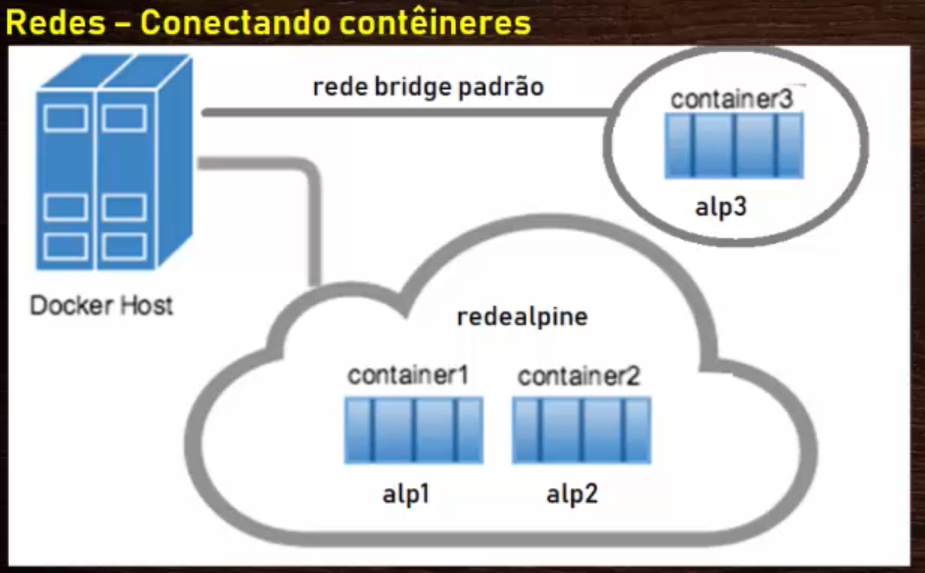 Redes – Conectando contêineres
rede bridge padrão
container3
alp3
Docker Host
redealpine
container1 container2
alp1 alp2